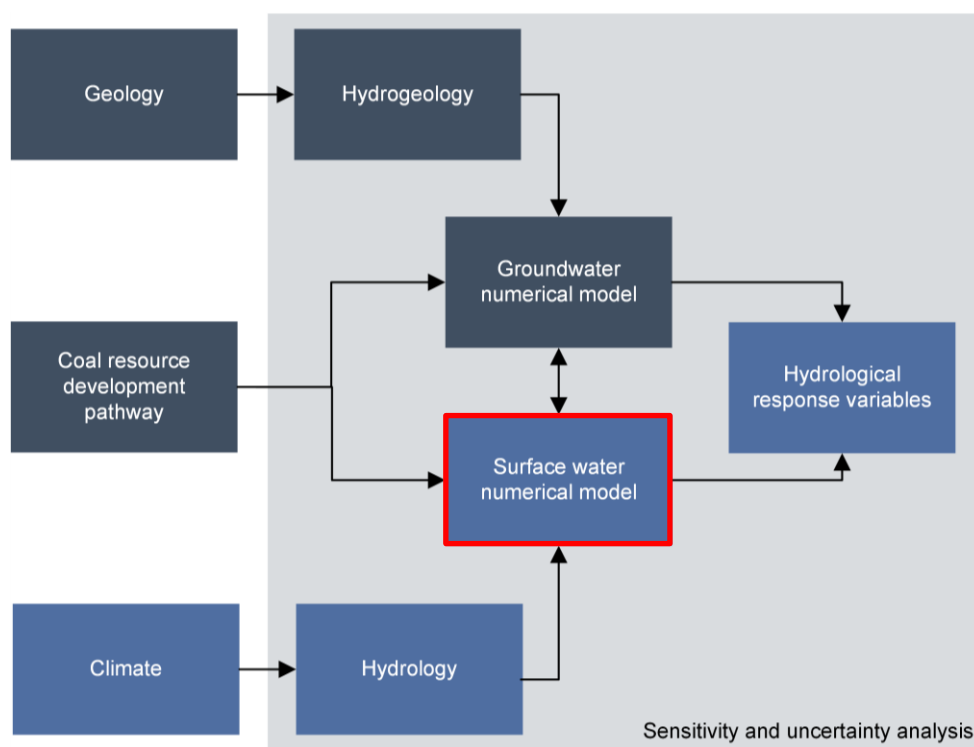 Geology
Hydrogeology
Groundwater
numerical model
Coal resource
development
pathway
Hydrological
response variables
Surface water
numerical model
Climate
Hydrology
Sensitivity and uncertainty analysis